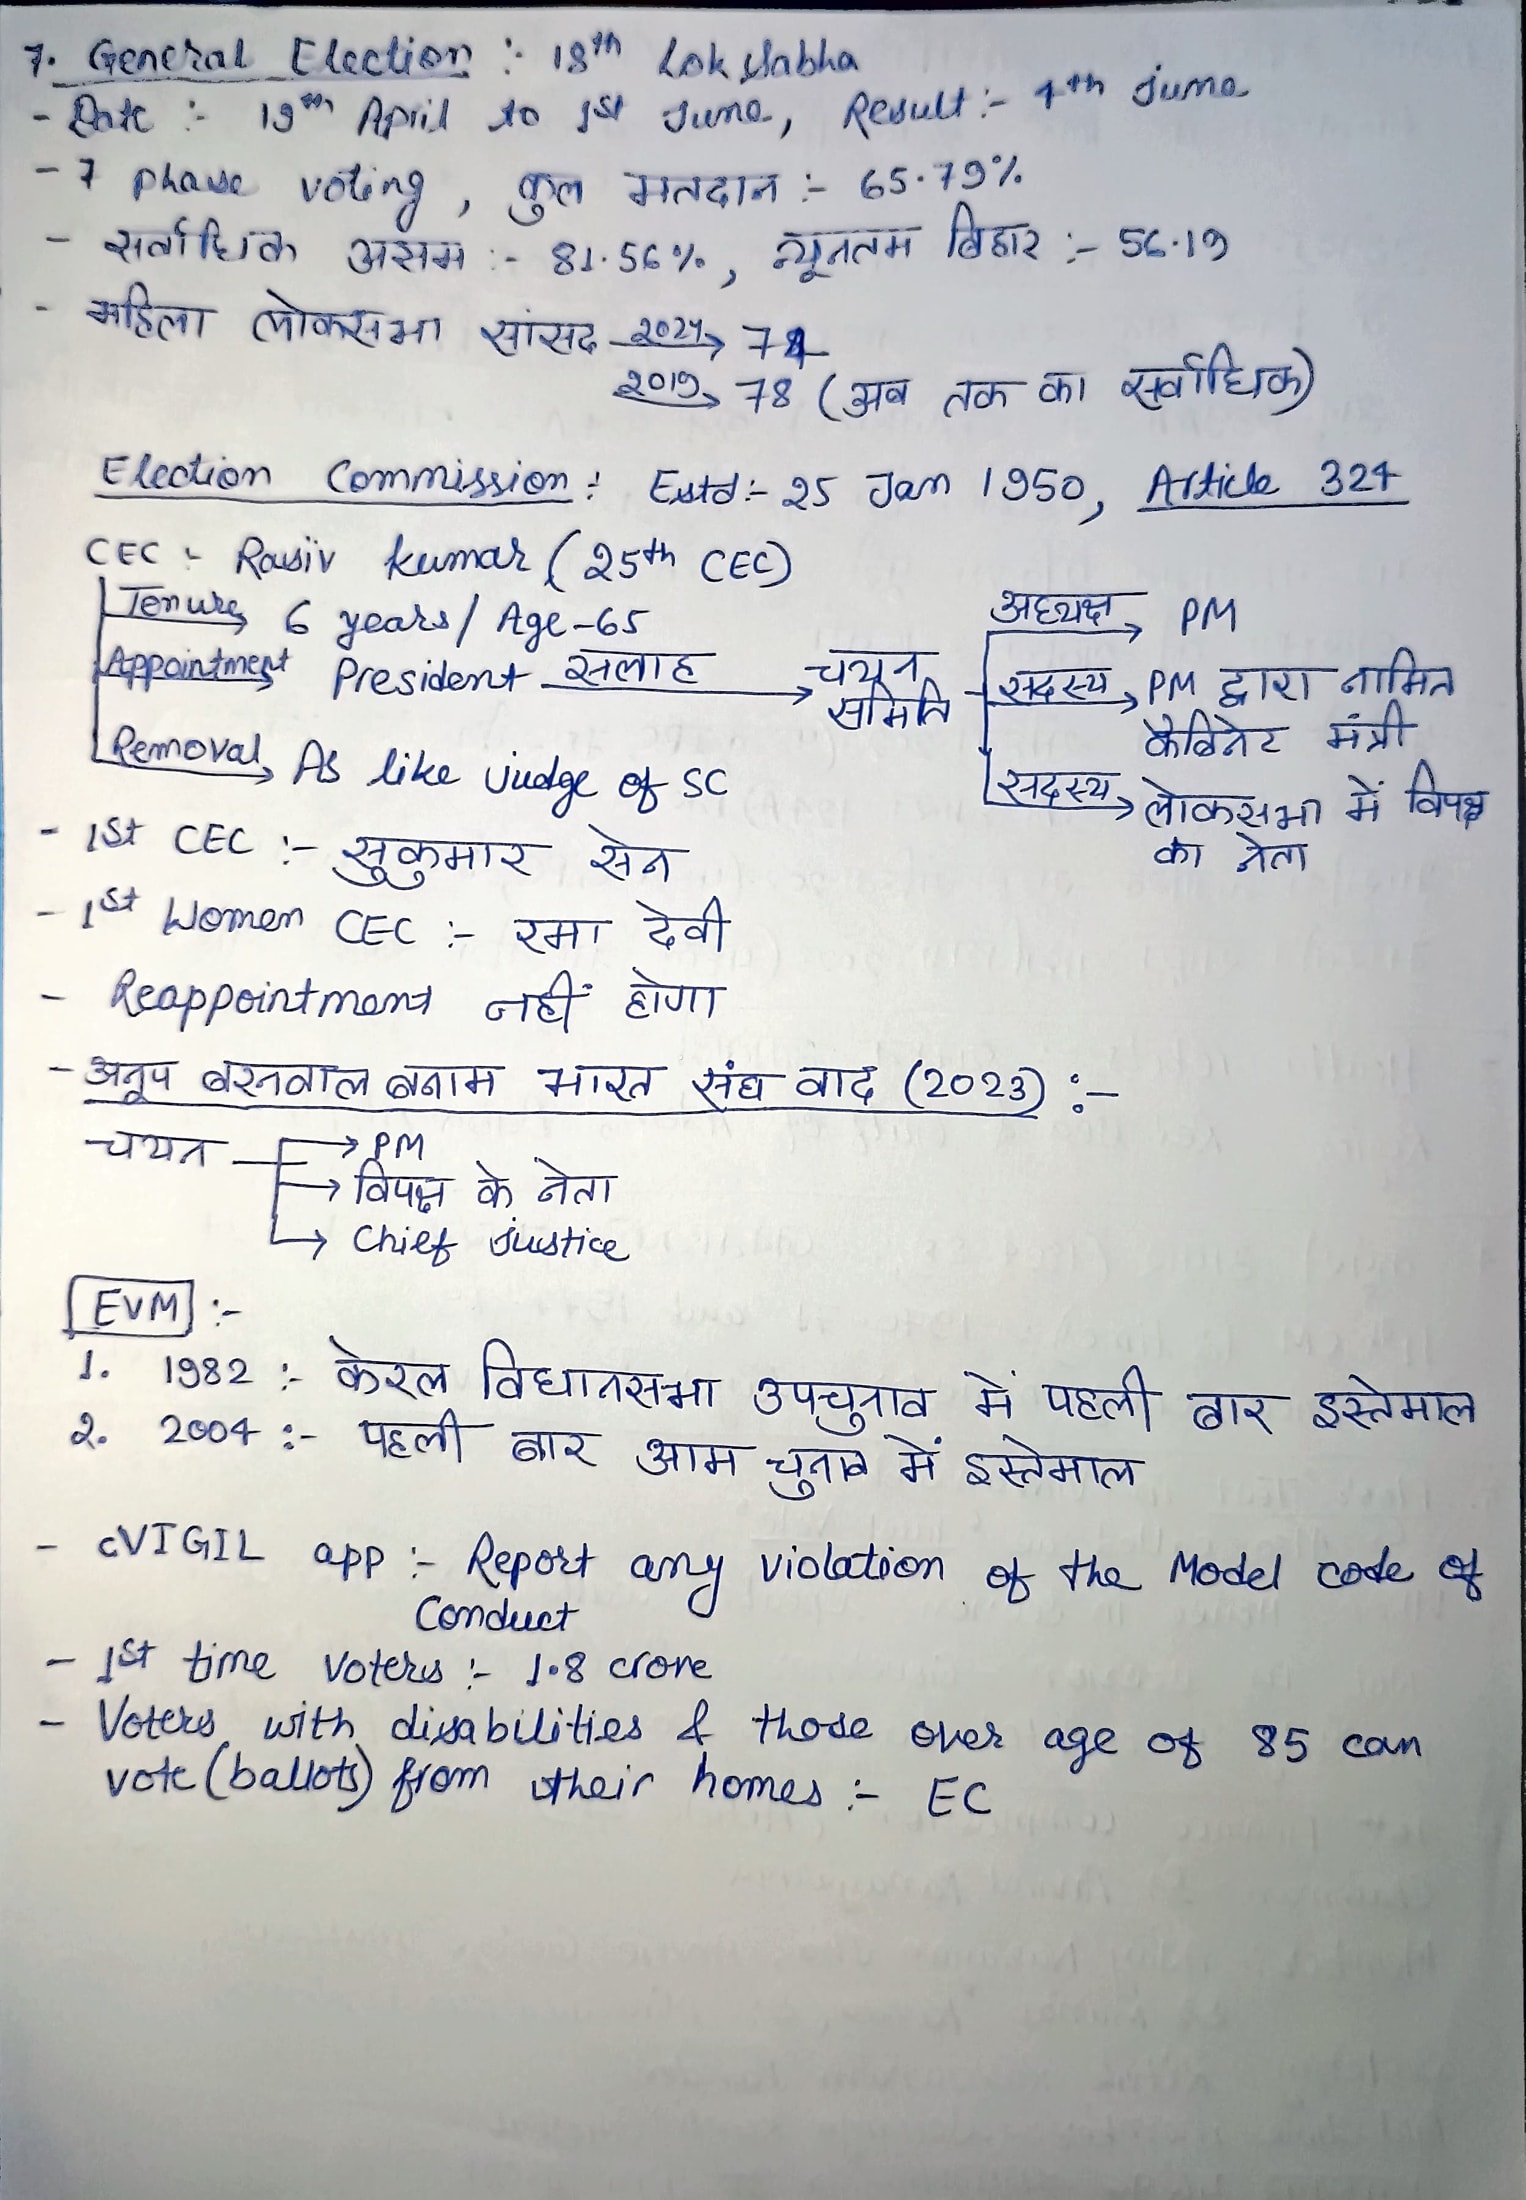 7. General Election :- 18th Lok Sabha
- Date :- 19th April to 1st June, Result :- 4th June
- 7 phase voting, कुल मतदान :- 65.79%
- सर्वाधिक असम :- 81.56%, न्यूनतम बिहार :- 56.19
- महिला लोकसभा सांसद 2024→ 74
2019→ 78 (अब तक का सर्वाधिक)
Election Commission : Estd :- 25 Jan 1950, Article 324
CEC :- Rajiv Kumar (25th CEC)
Tenure→ 6 years / Age-65
Appointment→ President सलाह→ चयन समिति
अध्यक्ष→ PM
सदस्य→ PM द्वारा नामित
कैबिनेट मंत्री
सदस्य→ लोकसभा में विपक्ष
का नेता
Removal→ As like judge of SC
- 1st CEC :- सुकुमार सेन
- 1st Women CEC :- रमा देवी
- Reappointment नहीं होगा
- अनूप बरनवाल बनाम भारत संघ वाद (2023) :-
चयन → PM
→ विपक्ष के नेता
→ Chief justice
EVM :-
1. 1982 :- केरल विधानसभा उपचुनाव में पहली बार इस्तेमाल
2. 2004 :- पहली बार आम चुनाव में इस्तेमाल
- cVIGIL app :- Report any violation of the Model code of
Conduct
- 1st time voters :- 1.8 crore
- Voters with disabilities & those over age of 85 can
vote (ballots) from their homes :- EC